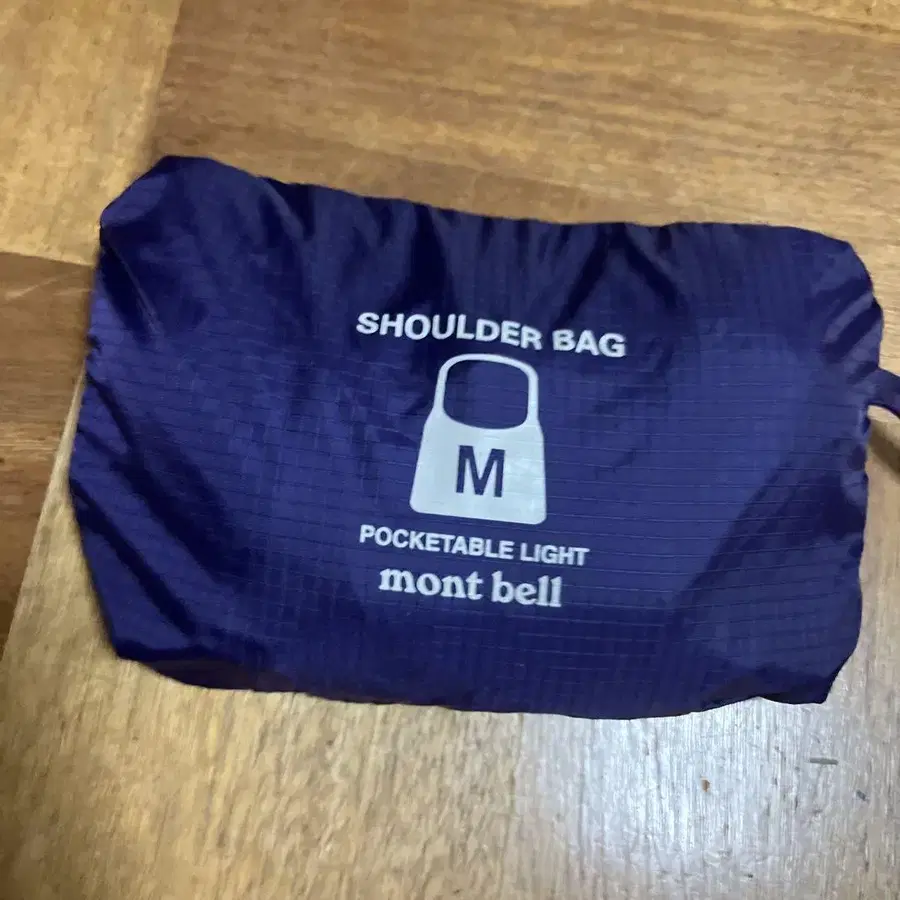 SHOULDER BAG
M
POCKETABLE LIGHT
mont bell